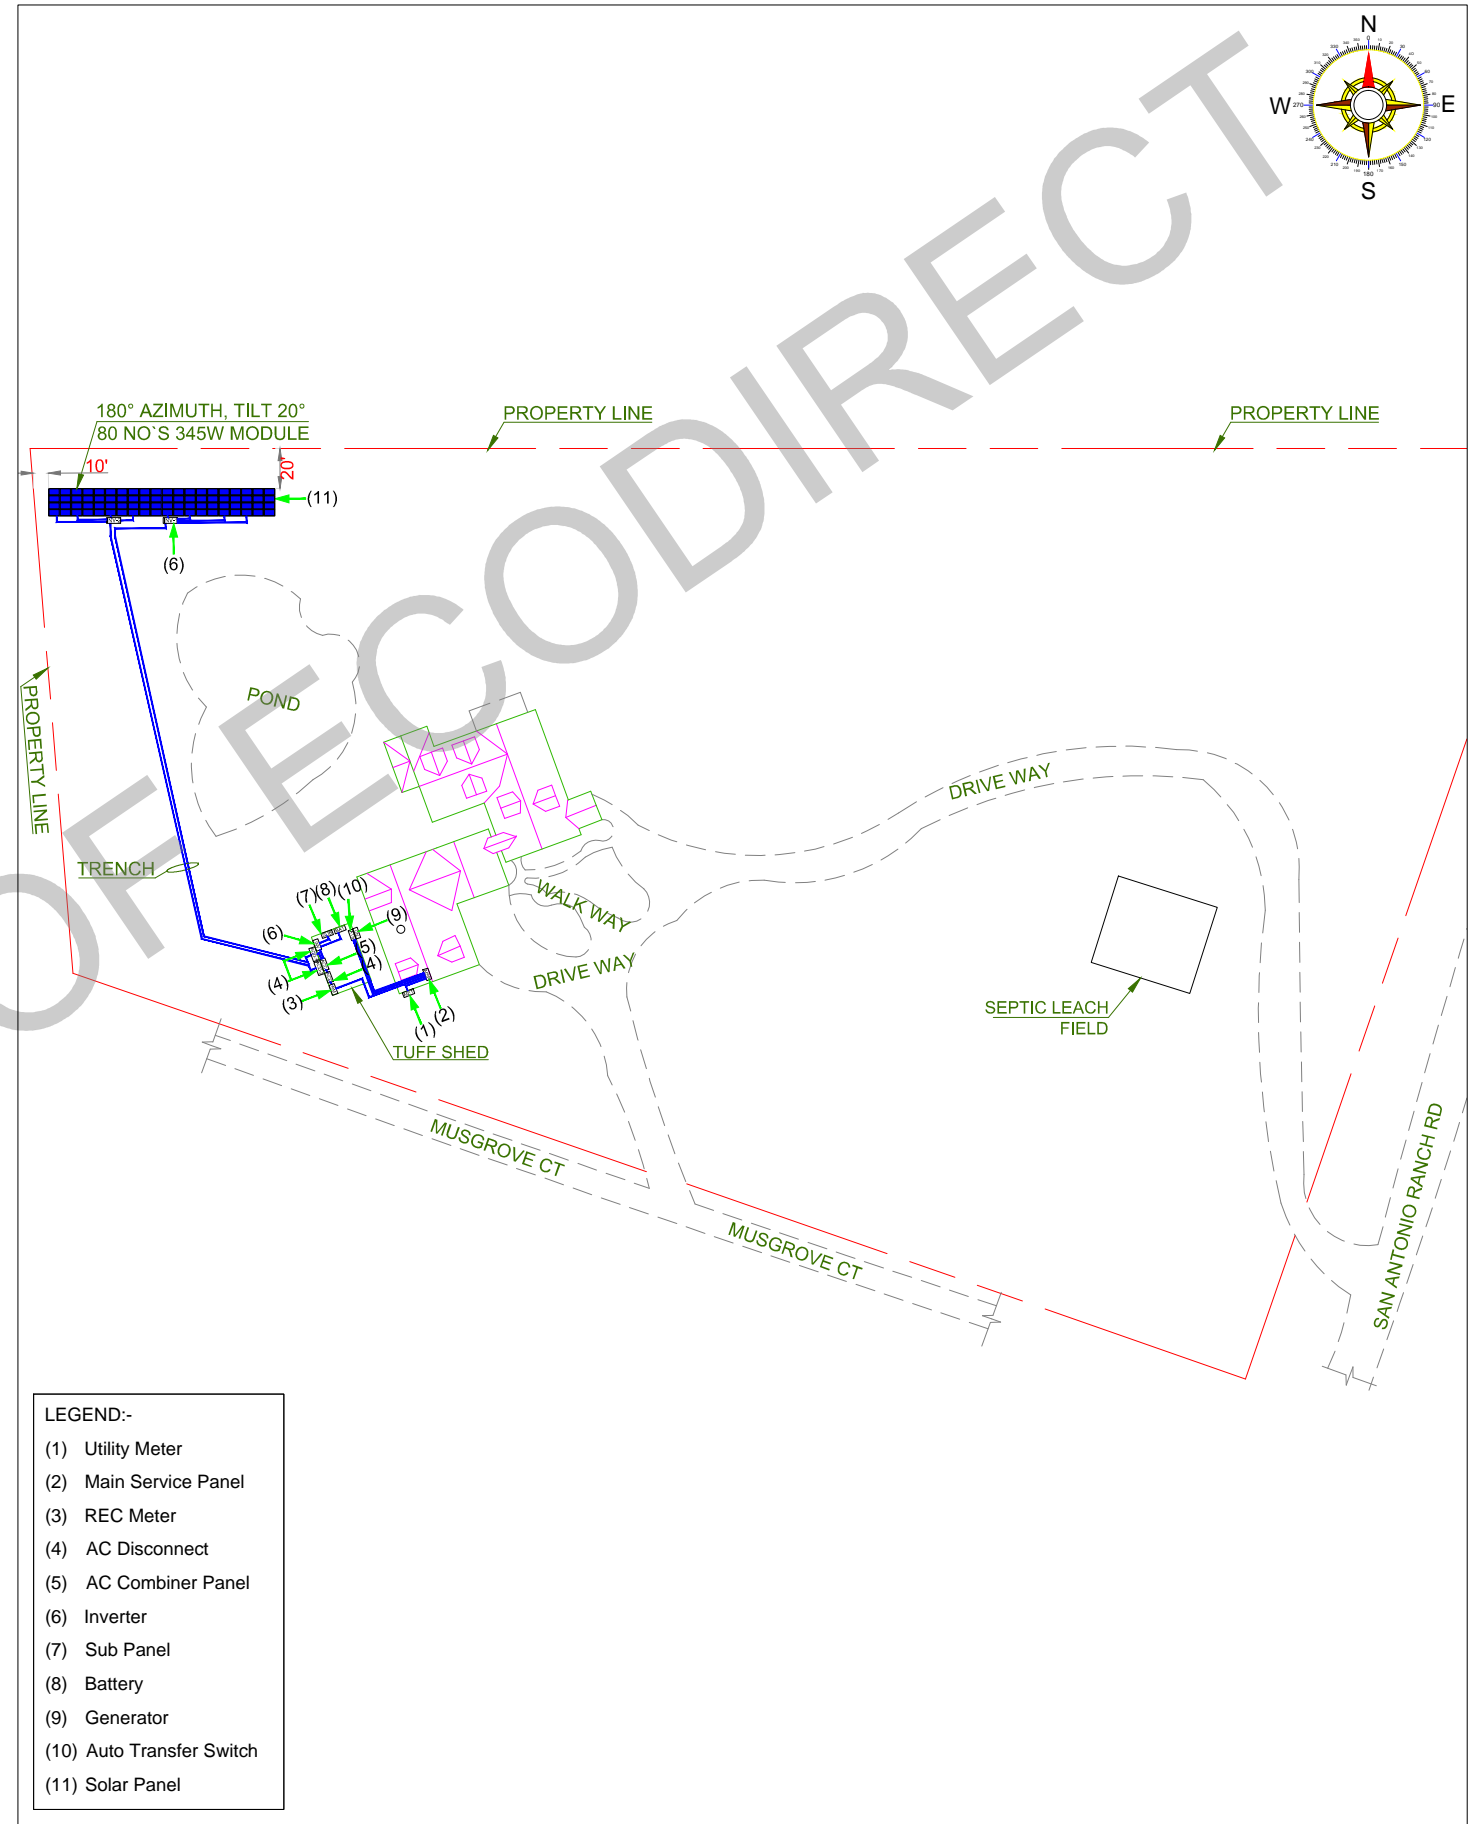 N
W
E
S
0
90
180
270
OF ECODIRECT
180° AZIMUTH, TILT 20°
80 NO`S 345W MODULE
PROPERTY LINE
PROPERTY LINE
10'
20'
(11)
(6)
POND
PROPERTY LINE
DRIVE WAY
TRENCH
(7)
(8)
(10)
(9)
(6)
5)
4)
(4)
(3)
WALK WAY
DRIVE WAY
(1)
(2)
TUFF SHED
SEPTIC LEACH
FIELD
MUSGROVE CT
MUSGROVE CT
SAN ANTONIO RANCH RD
LEGEND:-
(1) Utility Meter
(2) Main Service Panel
(3) REC Meter
(4) AC Disconnect
(5) AC Combiner Panel
(6) Inverter
(7) Sub Panel
(8) Battery
(9) Generator
(10) Auto Transfer Switch
(11) Solar Panel